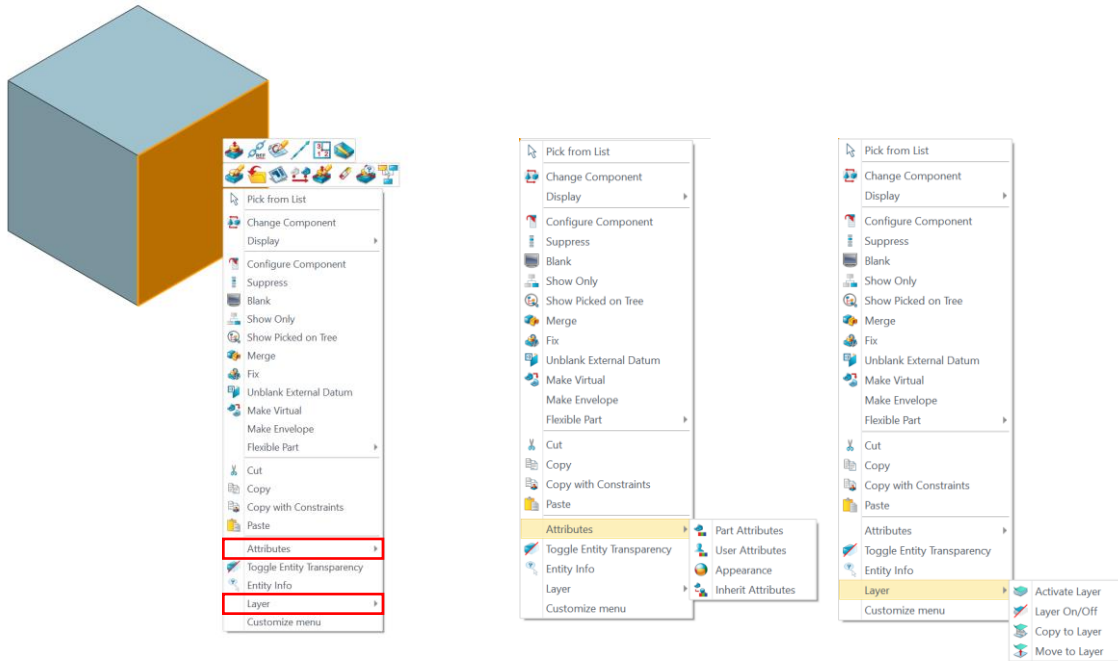 Pick from List
Change Component
Display
Configure Component
Suppress
Blank
Show Only
Show Picked on Tree
Merge
Fix
Unblank External Datum
Make Virtual
Make Envelope
Flexible Part
Cut
Copy
Copy with Constraints
Paste
Attributes
Toggle Entity Transparency
Entity Info
Layer
Customize menu
Pick from List
Change Component
Display
Configure Component
Suppress
Blank
Show Only
Show Picked on Tree
Merge
Fix
Unblank External Datum
Make Virtual
Make Envelope
Flexible Part
Cut
Copy
Copy with Constraints
Paste
Attributes
Toggle Entity Transparency
Entity Info
Layer
Customize menu
Part Attributes
User Attributes
Appearance
Inherit Attributes
Pick from List
Change Component
Display
Configure Component
Suppress
Blank
Show Only
Show Picked on Tree
Merge
Fix
Unblank External Datum
Make Virtual
Make Envelope
Flexible Part
Cut
Copy
Copy with Constraints
Paste
Attributes
Toggle Entity Transparency
Entity Info
Layer
Customize menu
Activate Layer
Layer On/Off
Copy to Layer
Move to Layer